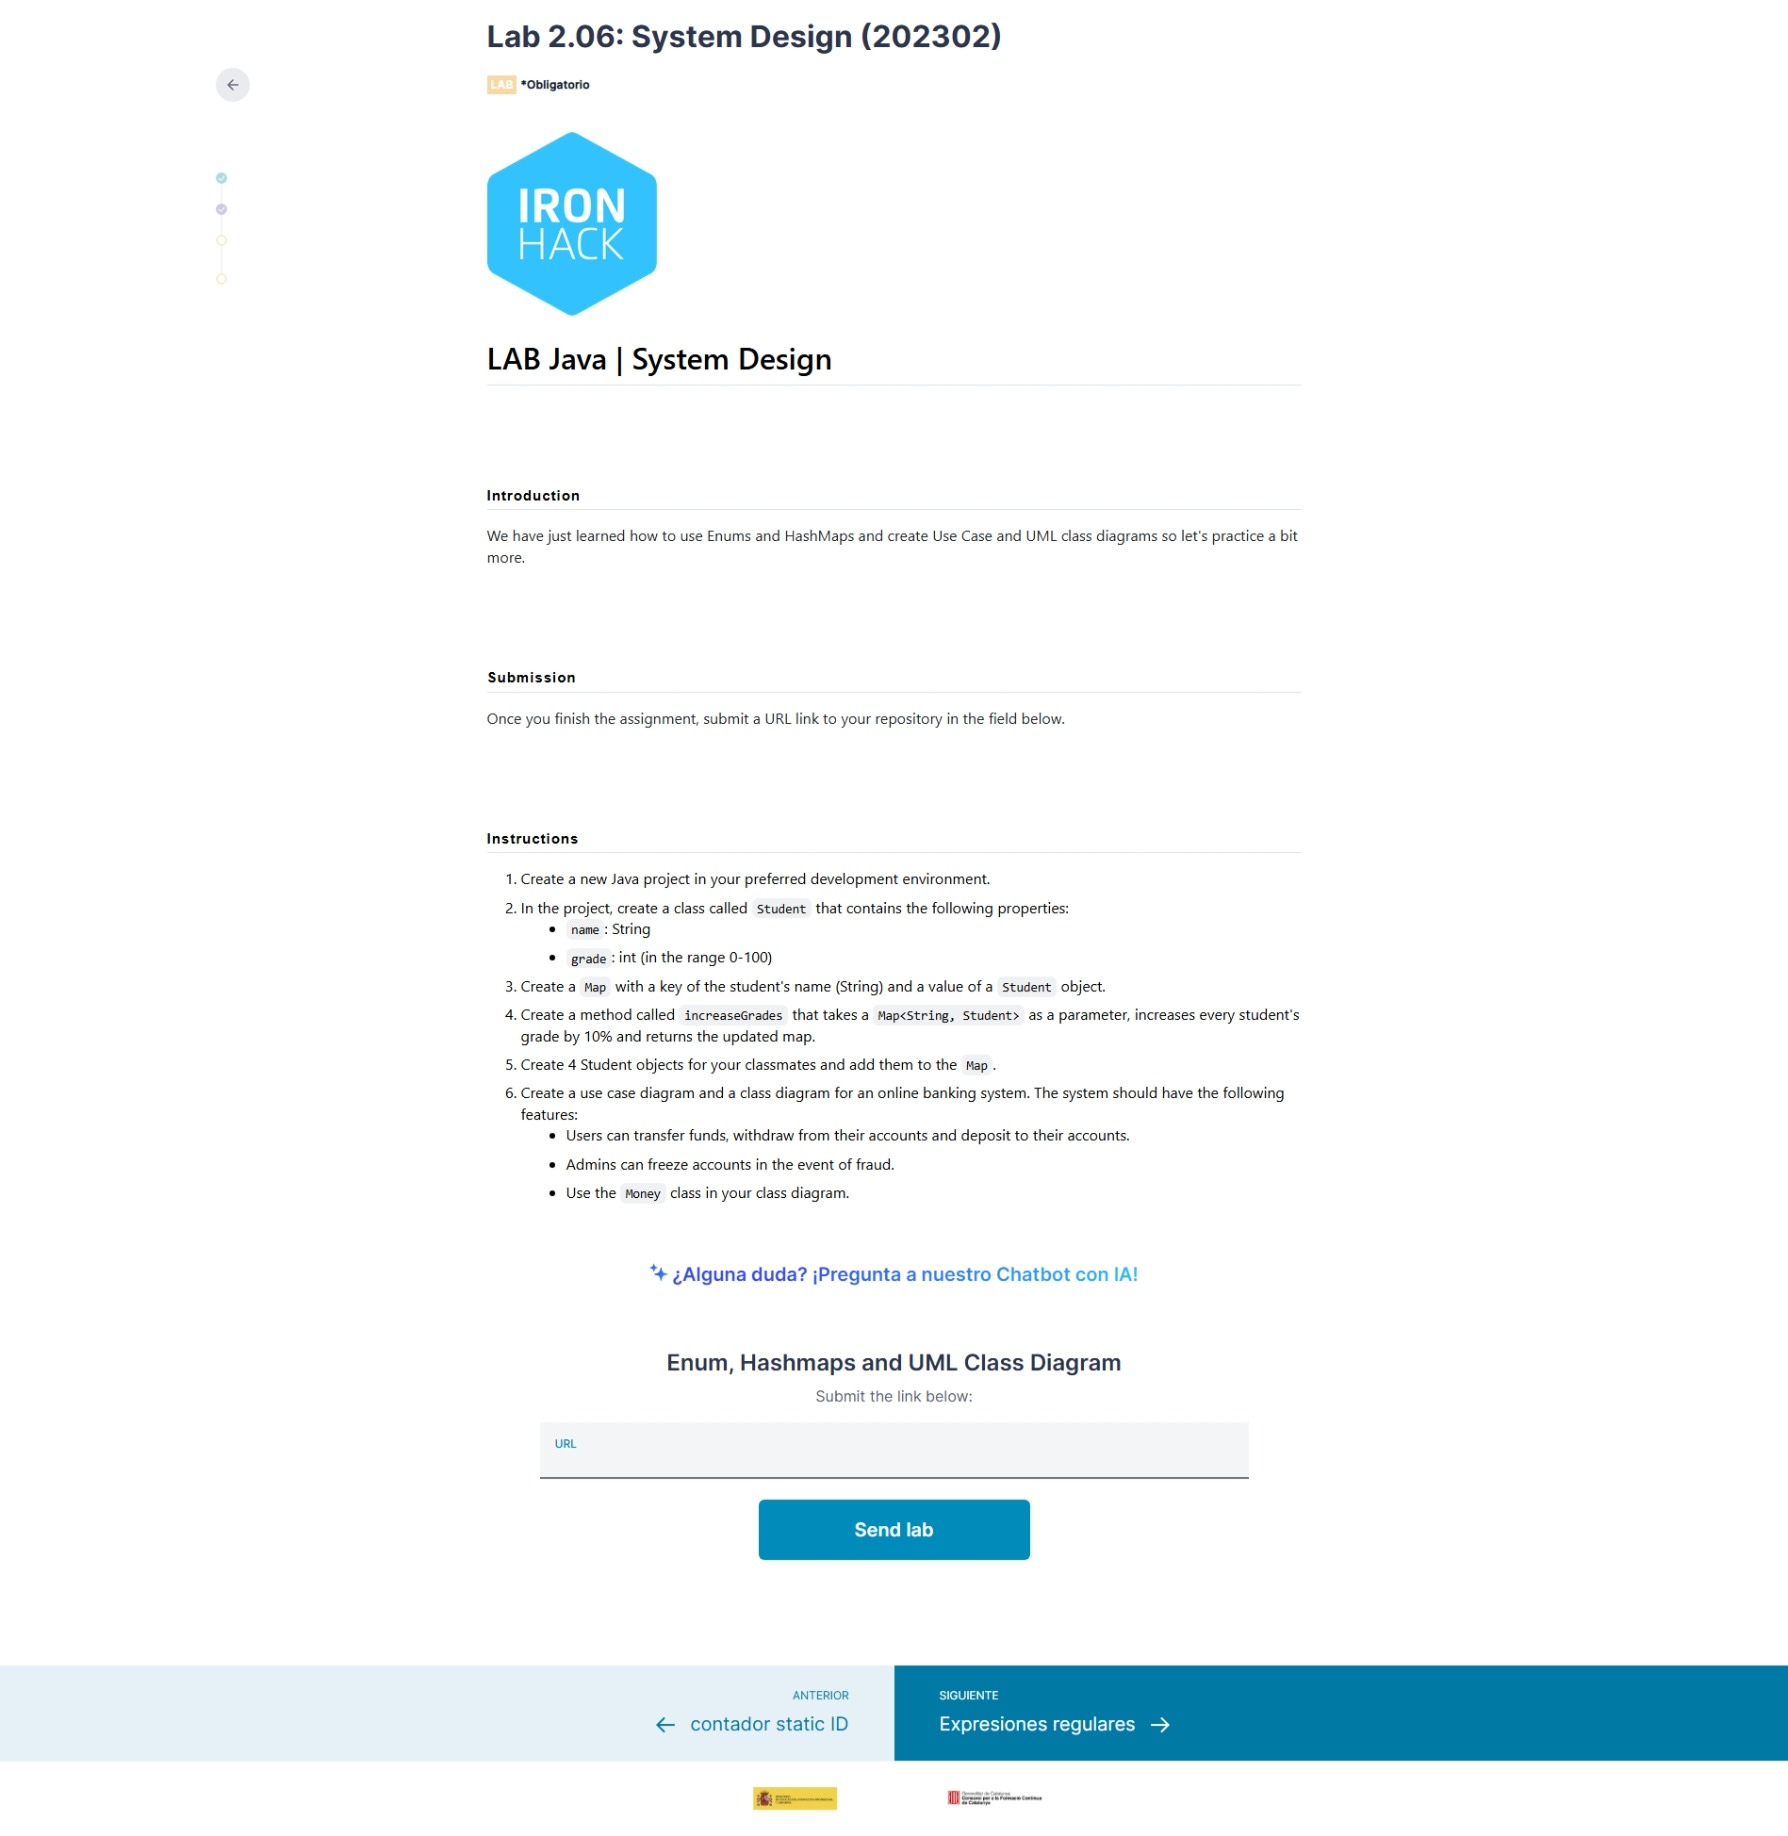 Lab 2.06: System Design (202302)
LAB *Obligatorio
IRON
HACK
LAB Java | System Design
Introduction
We have just learned how to use Enums and HashMaps and create Use Case and UML class diagrams so let's practice a bit
more.
Submission
Once you finish the assignment, submit a URL link to your repository in the field below.
Instructions
1. Create a new Java project in your preferred development environment.
2. In the project, create a class called Student that contains the following properties:
• name : String
• grade : int (in the range 0-100)
3. Create a Map with a key of the student's name (String) and a value of a Student object.
4. Create a method called increaseGrades that takes a Map<String, Student> as a parameter, increases every student's
grade by 10% and returns the updated map.
5. Create 4 Student objects for your classmates and add them to the Map .
6. Create a use case diagram and a class diagram for an online banking system. The system should have the following
features:
• Users can transfer funds, withdraw from their accounts and deposit to their accounts.
• Admins can freeze accounts in the event of fraud.
• Use the Money class in your class diagram.
¿Alguna duda? ¡Pregunta a nuestro Chatbot con IA!
Enum, Hashmaps and UML Class Diagram
Submit the link below:
URL
Send lab
ANTERIOR
← contador static ID
SIGUIENTE
Expresiones regulares →
Generalitat de Catalunya
Consorci per a la Formació Contínua
de Catalunya